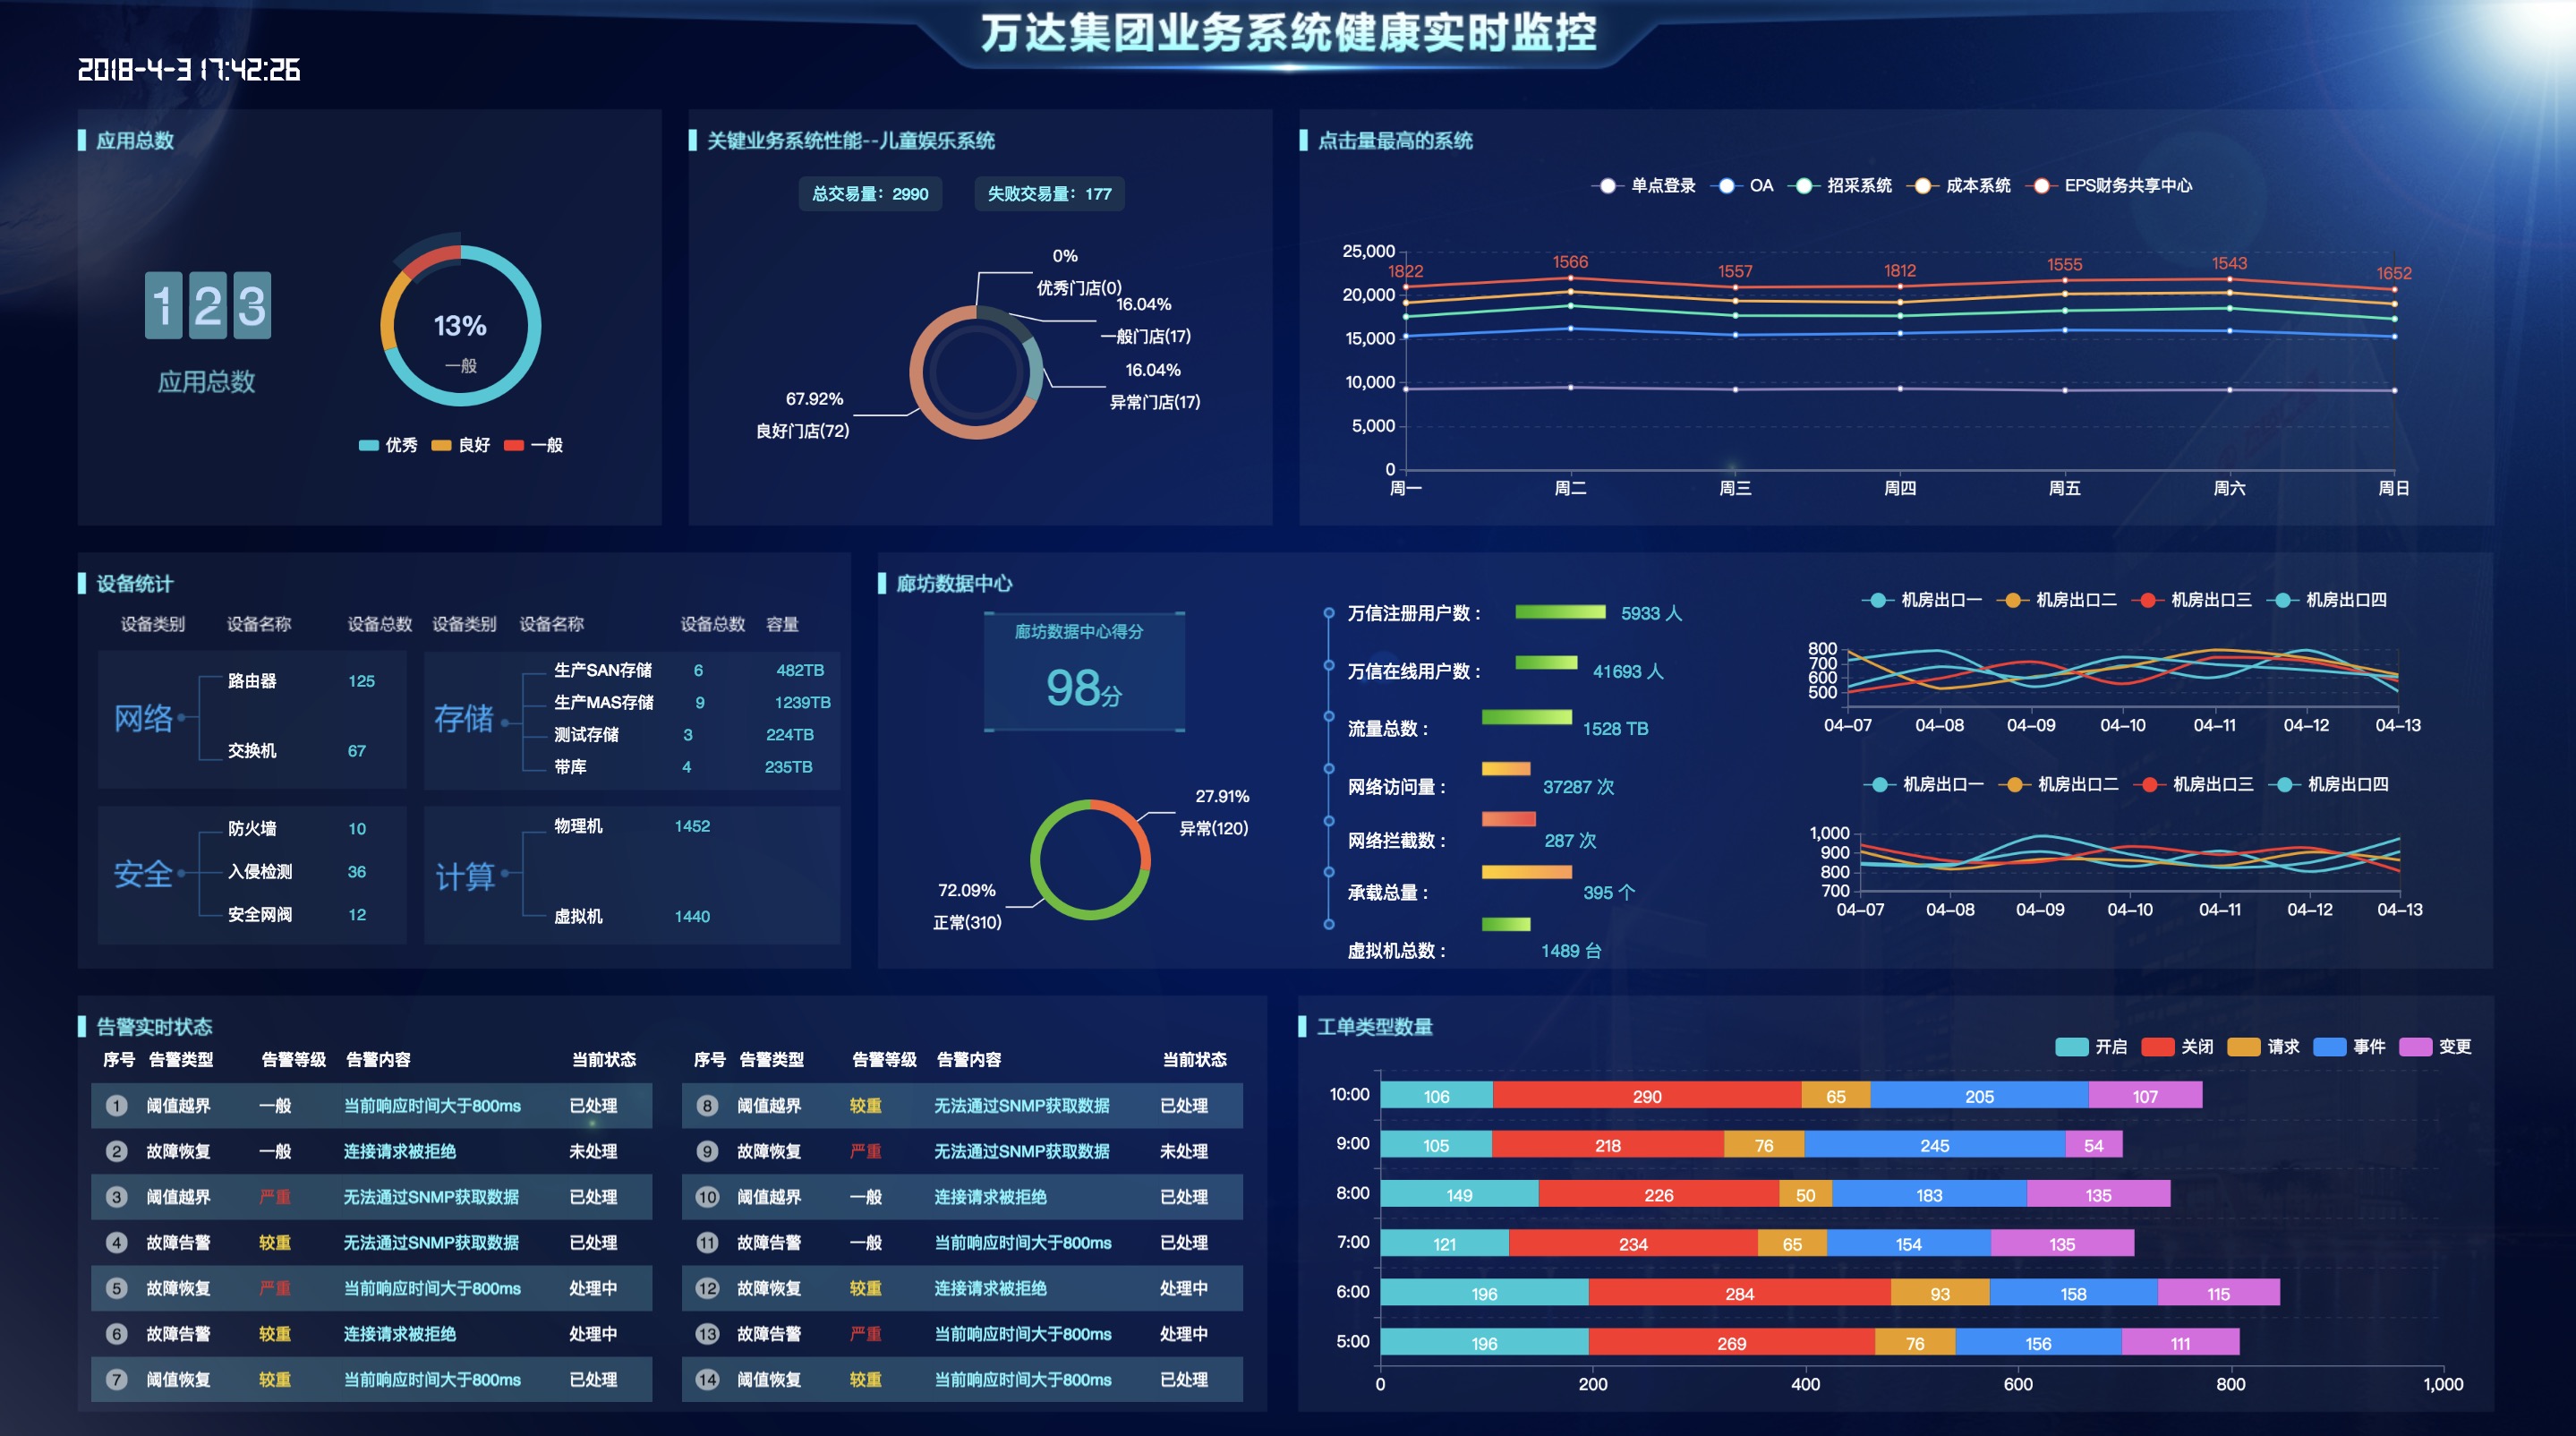 万达集团业务系统健康实时监控
2018-4-3 17:42:26
应用总数
123
应用总数
13%
一般
优秀 良好 一般
关键业务系统性能--儿童娱乐系统
总交易量：2990 失败交易量：177
0%
优秀门店(0)
16.04%
一般门店(17)
16.04%
异常门店(17)
67.92%
良好门店(72)
点击量最高的系统
单点登录 OA 招采系统 成本系统 EPS财务共享中心
25,000
20,000
15,000
10,000
5,000
0
1822 1566 1557 1812 1555 1543 1652
周一 周二 周三 周四 周五 周六 周日
设备统计
设备类别 设备名称 设备总数 设备类别 设备名称 设备总数 容量
网络
路由器 125
交换机 67
存储
生产SAN存储 6 482TB
生产MAS存储 9 1239TB
测试存储 3 224TB
带库 4 235TB
安全
防火墙 10
入侵检测 36
安全网阀 12
计算
物理机 1452
虚拟机 1440
廊坊数据中心
廊坊数据中心得分
98分
27.91%
异常(120)
72.09%
正常(310)
万信注册用户数： 5933 人
万信在线用户数： 41693 人
流量总数： 1528 TB
网络访问量： 37287 次
网络拦截数： 287 次
承载总量： 395 个
虚拟机总数： 1489 台
机房出口一 机房出口二 机房出口三 机房出口四
800
700
600
500
04-07 04-08 04-09 04-10 04-11 04-12 04-13
机房出口一 机房出口二 机房出口三 机房出口四
1,000
900
800
700
04-07 04-08 04-09 04-10 04-11 04-12 04-13
告警实时状态
序号 告警类型 告警等级 告警内容 当前状态
1 阈值越界 一般 当前响应时间大于800ms 已处理
2 故障恢复 一般 连接请求被拒绝 未处理
3 阈值越界 严重 无法通过SNMP获取数据 已处理
4 故障告警 较重 无法通过SNMP获取数据 已处理
5 故障恢复 严重 当前响应时间大于800ms 处理中
6 故障告警 较重 连接请求被拒绝 处理中
7 阈值恢复 较重 当前响应时间大于800ms 已处理
序号 告警类型 告警等级 告警内容 当前状态
8 阈值越界 较重 无法通过SNMP获取数据 已处理
9 故障恢复 严重 无法通过SNMP获取数据 未处理
10 阈值越界 一般 连接请求被拒绝 已处理
11 故障告警 一般 当前响应时间大于800ms 已处理
12 故障恢复 较重 连接请求被拒绝 处理中
13 故障告警 严重 当前响应时间大于800ms 处理中
14 阈值恢复 较重 当前响应时间大于800ms 已处理
工单类型数量
开启 关闭 请求 事件 变更
10:00 106 290 65 205 107
9:00 105 218 76 245 54
8:00 149 226 50 183 135
7:00 121 234 65 154 135
6:00 196 284 93 158 115
5:00 196 269 76 156 111
0 200 400 600 800 1,000